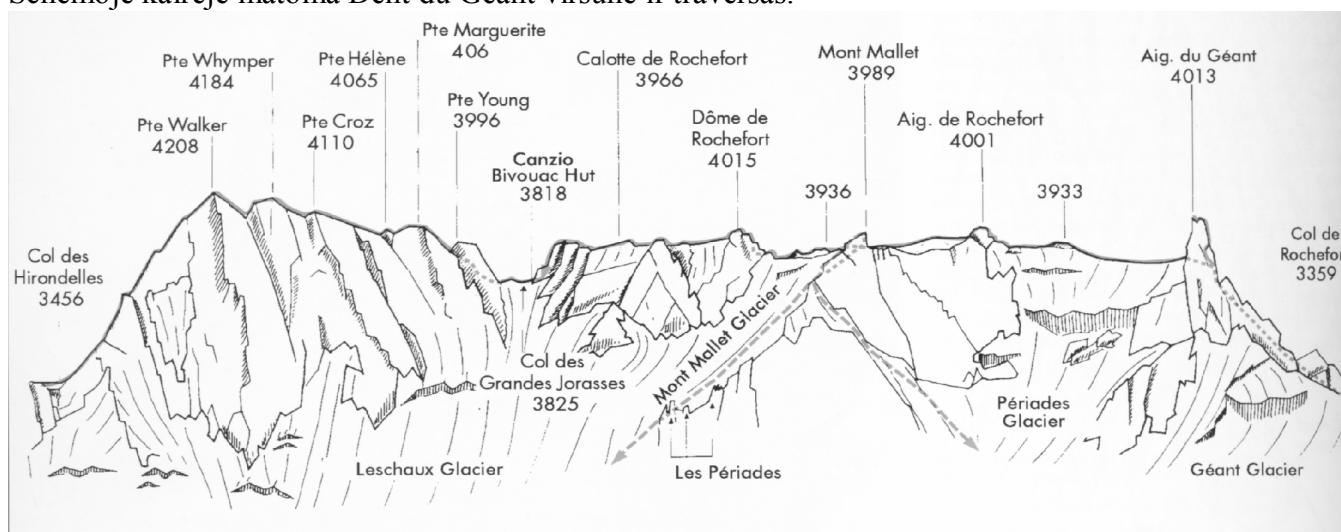 Schemoje kairėje matoma Dent du Géant viršūnė ir traversas.
Pte Marguerite
406
Pte Whymper
4184
Pte Hélène
4065
Calotte de Rochefort
3966
Mont Mallet
3989
Aig. du Géant
4013
Pte Walker
4208
Pte Croz
4110
Pte Young
3996
Dôme de
Rochefort
4015
Aig. de Rochefort
4001
Canzio
Bivouac Hut
3818
3936
3933
Col des
Hirondelles
3456
Col de
Rochefor
3359
Col des
Grandes Jorasses
3825
Mont Mallet Glacier
Périades
Glacier
Leschaux Glacier
Les Périades
Géant Glacier